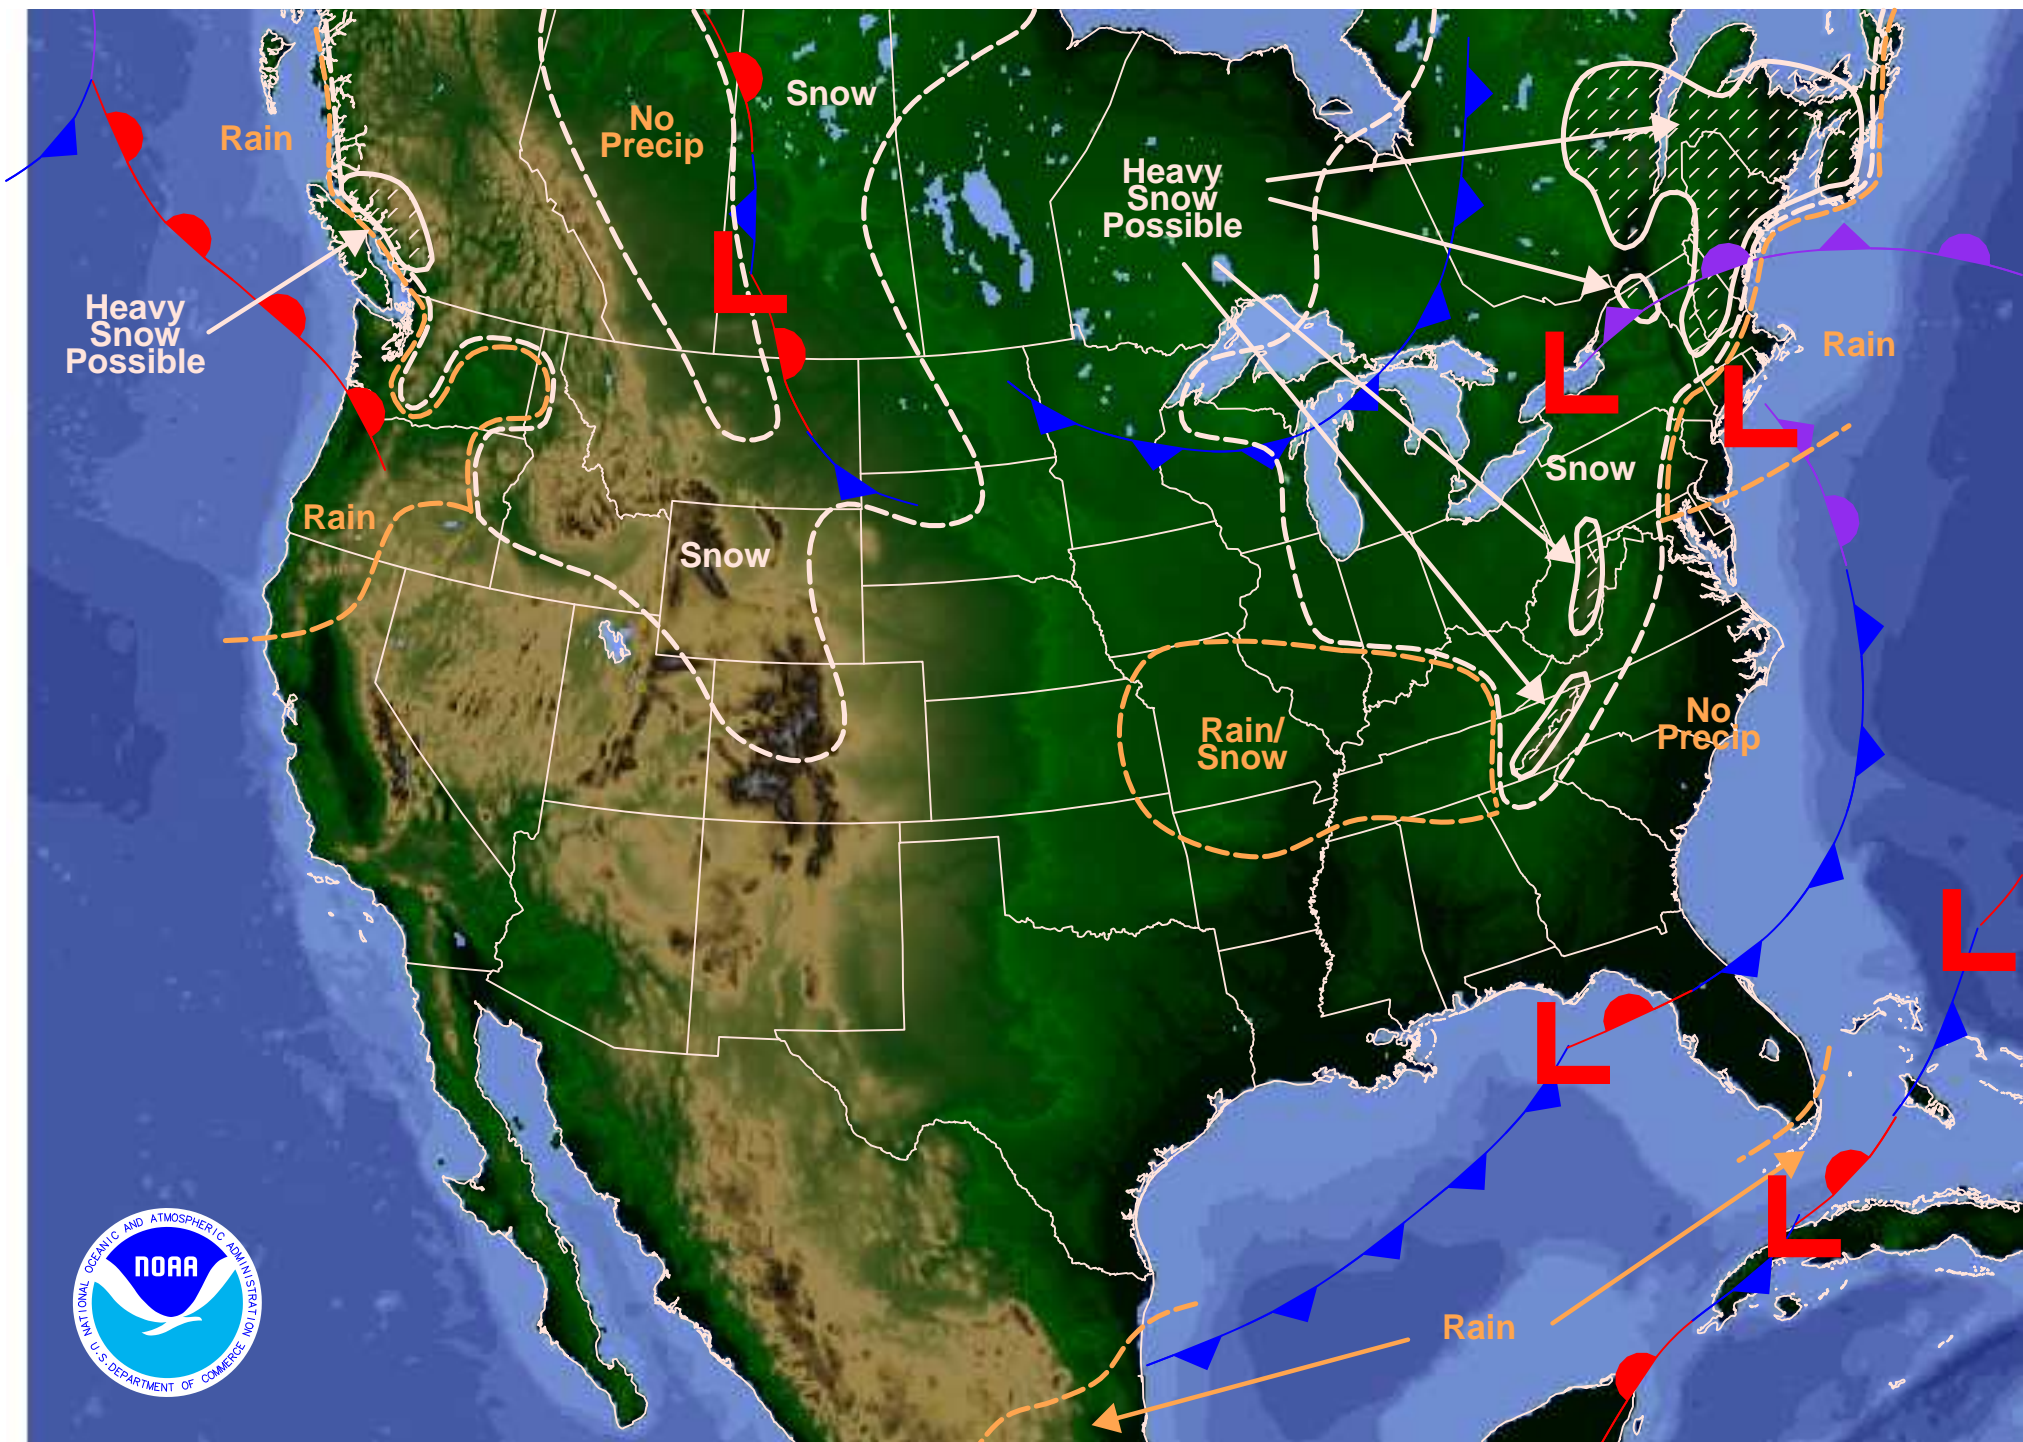 Snow
No
Precip
Rain
Heavy
Snow
Possible
Heavy
Snow
Possible
Rain
Snow
Rain
Snow
Rain/
Snow
No
Precip
L
L
L
L
L
L
Rain
NATIONAL OCEANIC AND ATMOSPHERIC ADMINISTRATION
NOAA
U.S. DEPARTMENT OF COMMERCE